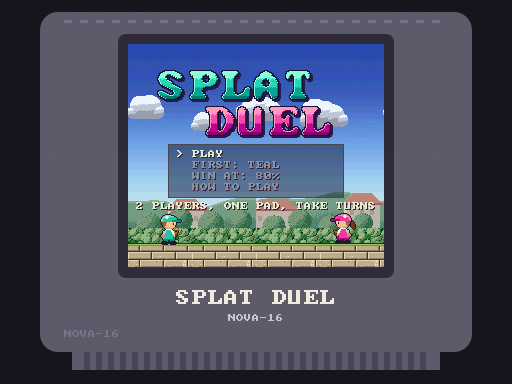 SPLAT
DUEL
> PLAY
FIRST: TEAL
WIN AT: 80%
HOW TO PLAY
2 PLAYERS, ONE PAD, TAKE TURNS
SPLAT DUEL
NOVA-16
NOVA-16